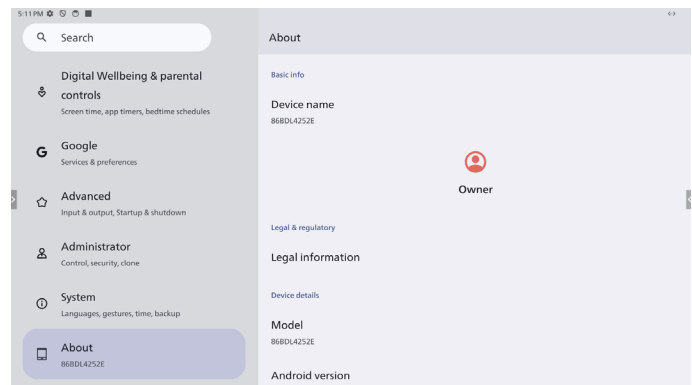 5:11 PM
Search
Digital Wellbeing & parental
controls
Screen time, app timers, bedtime schedules
Google
Services & preferences
Advanced
Input & output, Startup & shutdown
Administrator
Control, security, clone
System
Languages, gestures, time, backup
About
86BDL4252E
About
Basic info
Device name
86BDL4252E
Owner
Legal & regulatory
Legal information
Device details
Model
86BDL4252E
Android version